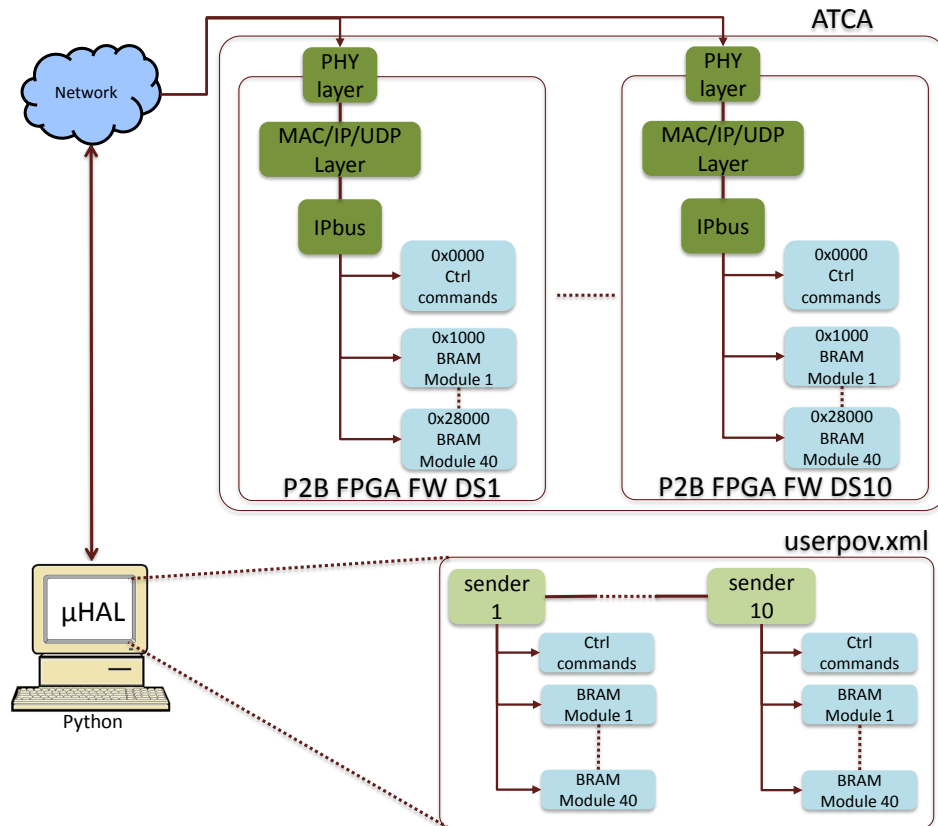 ATCA
Network
PHY
layer
MAC/IP/UDP
Layer
IPbus
0x0000
Ctrl
commands
0x1000
BRAM
Module 1
0x28000
BRAM
Module 40
P2B FPGA FW DS1
PHY
layer
MAC/IP/UDP
Layer
IPbus
0x0000
Ctrl
commands
0x1000
BRAM
Module 1
0x28000
BRAM
Module 40
P2B FPGA FW DS10
µHAL
Python
userpov.xml
sender
1
Ctrl
commands
BRAM
Module 1
BRAM
Module 40
sender
10
Ctrl
commands
BRAM
Module 1
BRAM
Module 40